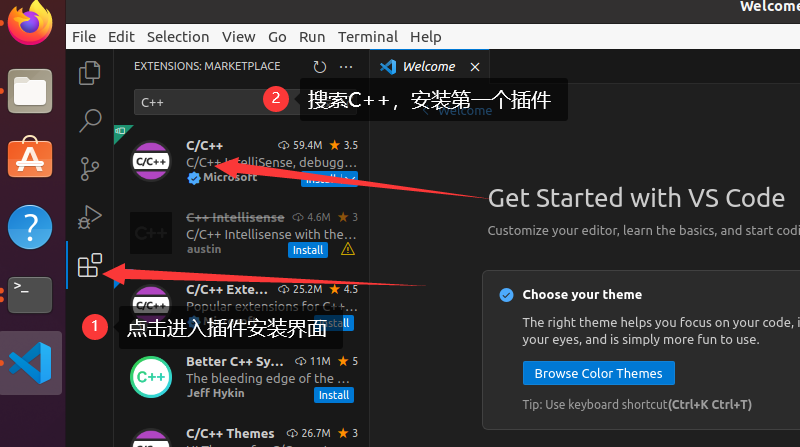 Welcome
File Edit Selection View Go Run Terminal Help
EXTENSIONS: MARKETPLACE
Welcome
C++
2 搜索C++，安装第一个插件
Welcome
C/C++ 59.4M 3.5
C/C++ IntelliSense, debugg...
Microsoft Install
C++ Intellisense 4.6M 3
C/C++ Intellisense with the...
austin Install
C/C++ Exte... 25.2M 4.5
Popular extensions for C++...
1 点击进入插件安装界面
Better C++ Sy... 11M 5
The bleeding edge of the ...
Jeff Hykin Install
C/C++ Themes 26.7M 3
Get Started with VS Code
Customize your editor, learn the basics, and start codi
Choose your theme
The right theme helps you focus on your code, i
your eyes, and is simply more fun to use.
Browse Color Themes
Tip: Use keyboard shortcut(Ctrl+K Ctrl+T)
C/C++
C/C++
C++
C/C++
C++